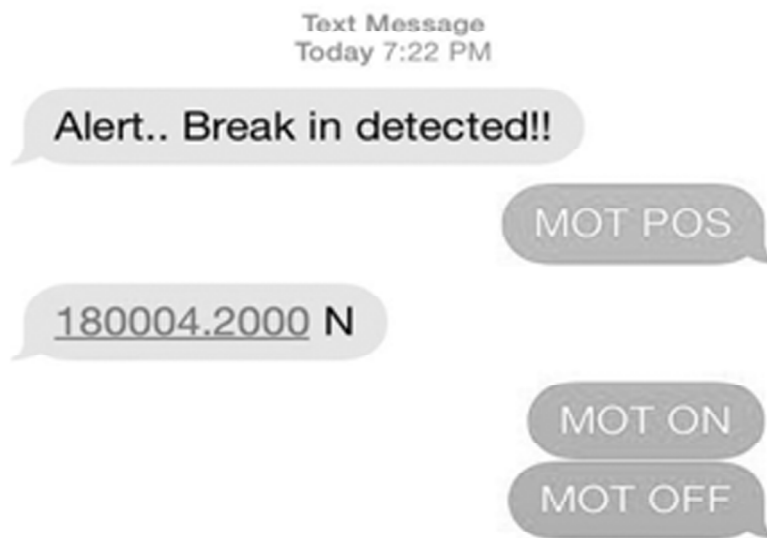 Text Message
Today 7:22 PM
Alert.. Break in detected!!
MOT POS
180004.2000 N
MOT ON
MOT OFF